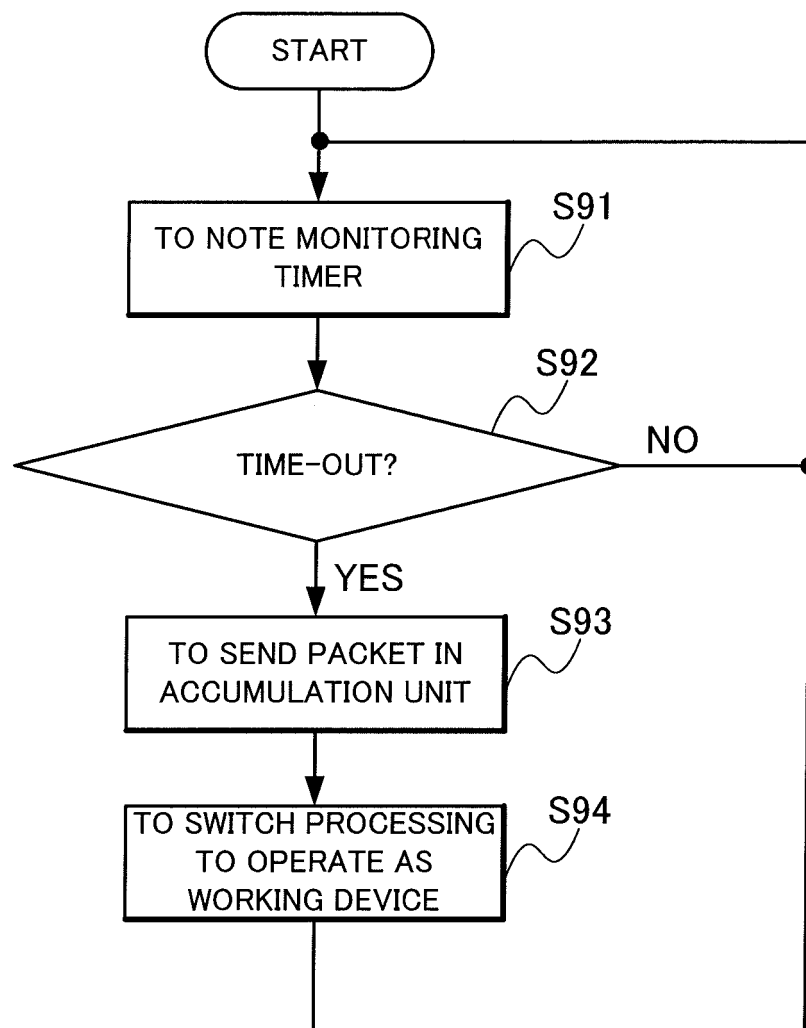 START
TO NOTE MONITORING
TIMER
S91
TIME-OUT?
S92
NO
YES
TO SEND PACKET IN
ACCUMULATION UNIT
S93
TO SWITCH PROCESSING
TO OPERATE AS
WORKING DEVICE
S94